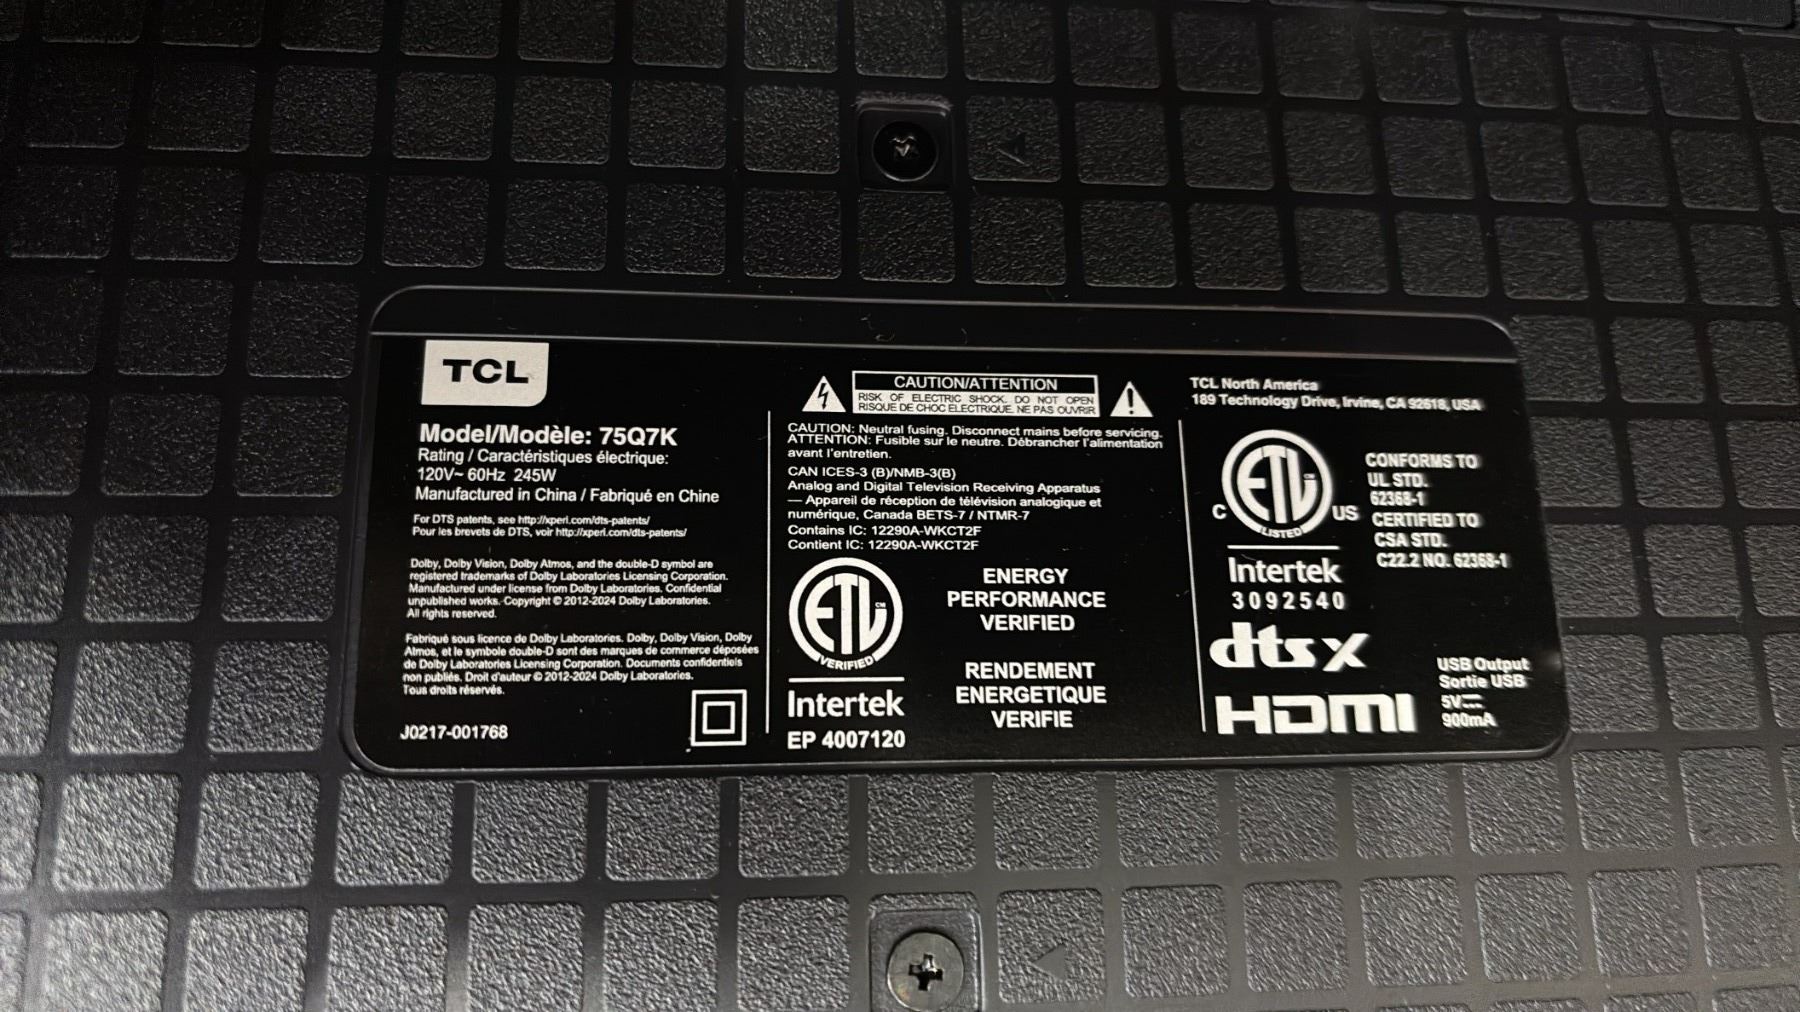 TCL
Model/Modèle: 75Q7K
Rating / Caractéristiques électrique:
120V~ 60Hz 245W
Manufactured in China / Fabriqué en Chine
For DTS patents, see http://xperi.com/dts-patents/
Pour les brevets de DTS, voir http://xperi.com/dts-patents/
Dolby, Dolby Vision, Dolby Atmos, and the double-D symbol are
registered trademarks of Dolby Laboratories Licensing Corporation.
Manufactured under license from Dolby Laboratories. Confidential
unpublished works. Copyright © 2012-2024 Dolby Laboratories.
All rights reserved.
Fabriqué sous licence de Dolby Laboratories. Dolby, Dolby Vision, Dolby
Atmos, et le symbole double-D sont des marques de commerce déposées
de Dolby Laboratories Licensing Corporation. Documents confidentiels
non publiés. Droit d'auteur © 2012-2024 Dolby Laboratories.
Tous droits réservés.
J0217-001768
CAUTION/ATTENTION
RISK OF ELECTRIC SHOCK. DO NOT OPEN
RISQUE DE CHOC ELECTRIQUE. NE PAS OUVRIR
CAUTION: Neutral fusing. Disconnect mains before servicing.
ATTENTION: Fusible sur le neutre. Débrancher l'alimentation
avant l'entretien.
CAN ICES-3 (B)/NMB-3(B)
Analog and Digital Television Receiving Apparatus
— Appareil de réception de télévision analogique et
numérique, Canada BETS-7 / NTMR-7
Contains IC: 12290A-WKCT2F
Contient IC: 12290A-WKCT2F
ETL CM
VERIFIED
Intertek
EP 4007120
ENERGY
PERFORMANCE
VERIFIED
RENDEMENT
ENERGETIQUE
VERIFIE
TCL North America
189 Technology Drive, Irvine, CA 92618, USA
ETL CM
LISTED
C US
Intertek
3092540
CONFORMS TO
UL STD.
62368-1
CERTIFIED TO
CSA STD.
C22.2 NO. 62368-1
dts X
HDMI
USB Output
Sortie USB
5V
900mA